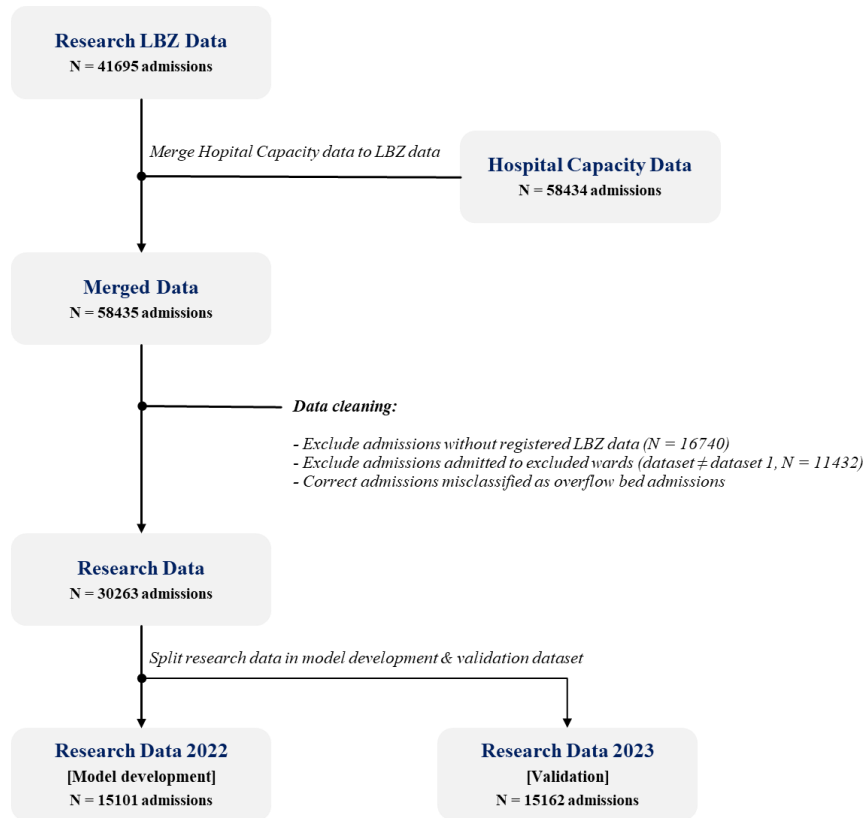 Research LBZ Data
N = 41695 admissions
Merge Hopital Capacity data to LBZ data
Hospital Capacity Data
N = 58434 admissions
Merged Data
N = 58435 admissions
Data cleaning:
- Exclude admissions without registered LBZ data (N = 16740)
- Exclude admissions admitted to excluded wards (dataset ≠ dataset 1, N = 11432)
- Correct admissions misclassified as overflow bed admissions
Research Data
N = 30263 admissions
Split research data in model development & validation dataset
Research Data 2022
[Model development]
N = 15101 admissions
Research Data 2023
[Validation]
N = 15162 admissions